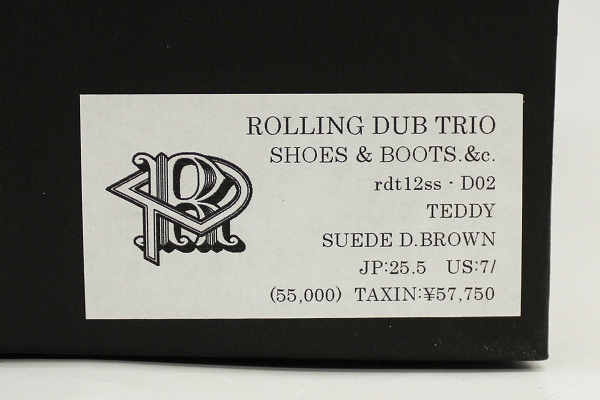 ROLLING DUB TRIO
SHOES & BOOTS.&c.
rdt12ss・D02
TEDDY
SUEDE D.BROWN
JP:25.5 US:7/
(55,000) TAXIN:¥57,750